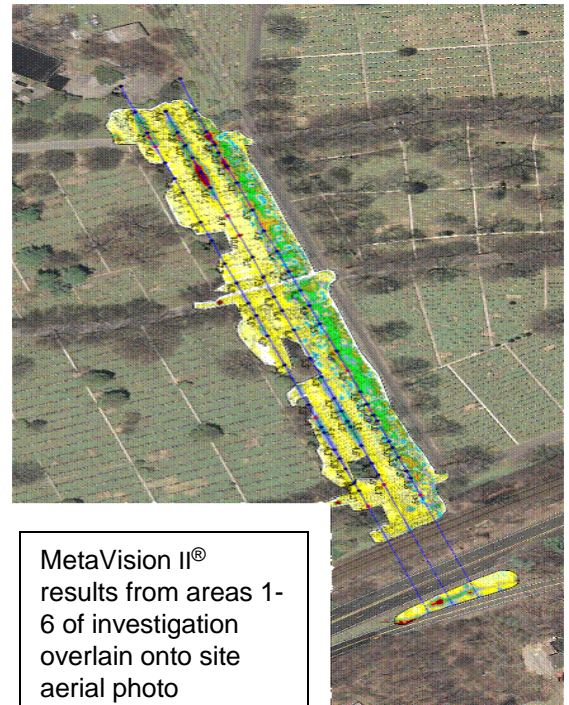 MetaVision II®
results from areas 1-
6 of investigation
overlain onto site
aerial photo